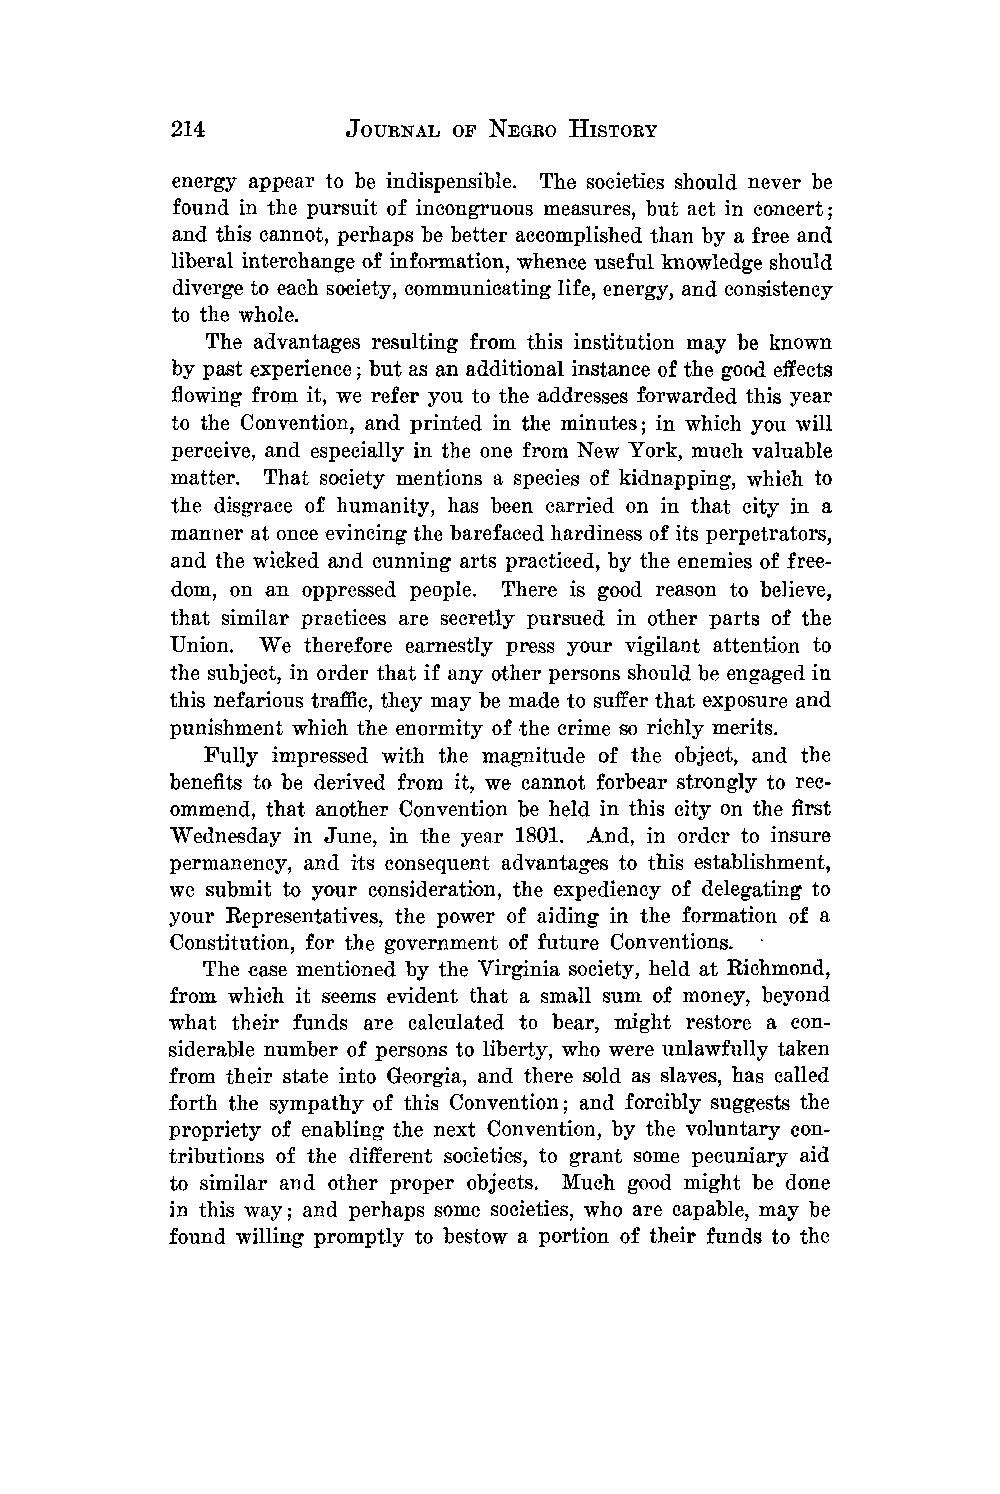 214 JOURNAL OF NEGRO HISTORY
energy appear to be indispensible. The societies should never be
found in the pursuit of incongruous measures, but act in concert;
and this cannot, perhaps be better accomplished than by a free and
liberal interchange of information, whence useful knowledge should
diverge to each society, communicating life, energy, and consistency
to the whole.
The advantages resulting from this institution may be known
by past experience; but as an additional instance of the good effects
flowing from it, we refer you to the addresses forwarded this year
to the Convention, and printed in the minutes; in which you will
perceive, and especially in the one from New York, much valuable
matter. That society mentions a species of kidnapping, which to
the disgrace of humanity, has been carried on in that city in a
manner at once evincing the barefaced hardiness of its perpetrators,
and the wicked and cunning arts practiced, by the enemies of free-
dom, on an oppressed people. There is good reason to believe,
that similar practices are secretly pursued in other parts of the
Union. We therefore earnestly press your vigilant attention to
the subject, in order that if any other persons should be engaged in
this nefarious traffic, they may be made to suffer that exposure and
punishment which the enormity of the crime so richly merits.
Fully impressed with the magnitude of the object, and the
benefits to be derived from it, we cannot forbear strongly to rec-
ommend, that another Convention be held in this city on the first
Wednesday in June, in the year 1801. And, in order to insure
permanency, and its consequent advantages to this establishment,
we submit to your consideration, the expediency of delegating to
your Representatives, the power of aiding in the formation of a
Constitution, for the government of future Conventions.
The case mentioned by the Virginia society, held at Richmond,
from which it seems evident that a small sum of money, beyond
what their funds are calculated to bear, might restore a con-
siderable number of persons to liberty, who were unlawfully taken
from their state into Georgia, and there sold as slaves, has called
forth the sympathy of this Convention; and forcibly suggests the
propriety of enabling the next Convention, by the voluntary con-
tributions of the different societies, to grant some pecuniary aid
to similar and other proper objects. Much good might be done
in this way; and perhaps some societies, who are capable, may be
found willing promptly to bestow a portion of their funds to the